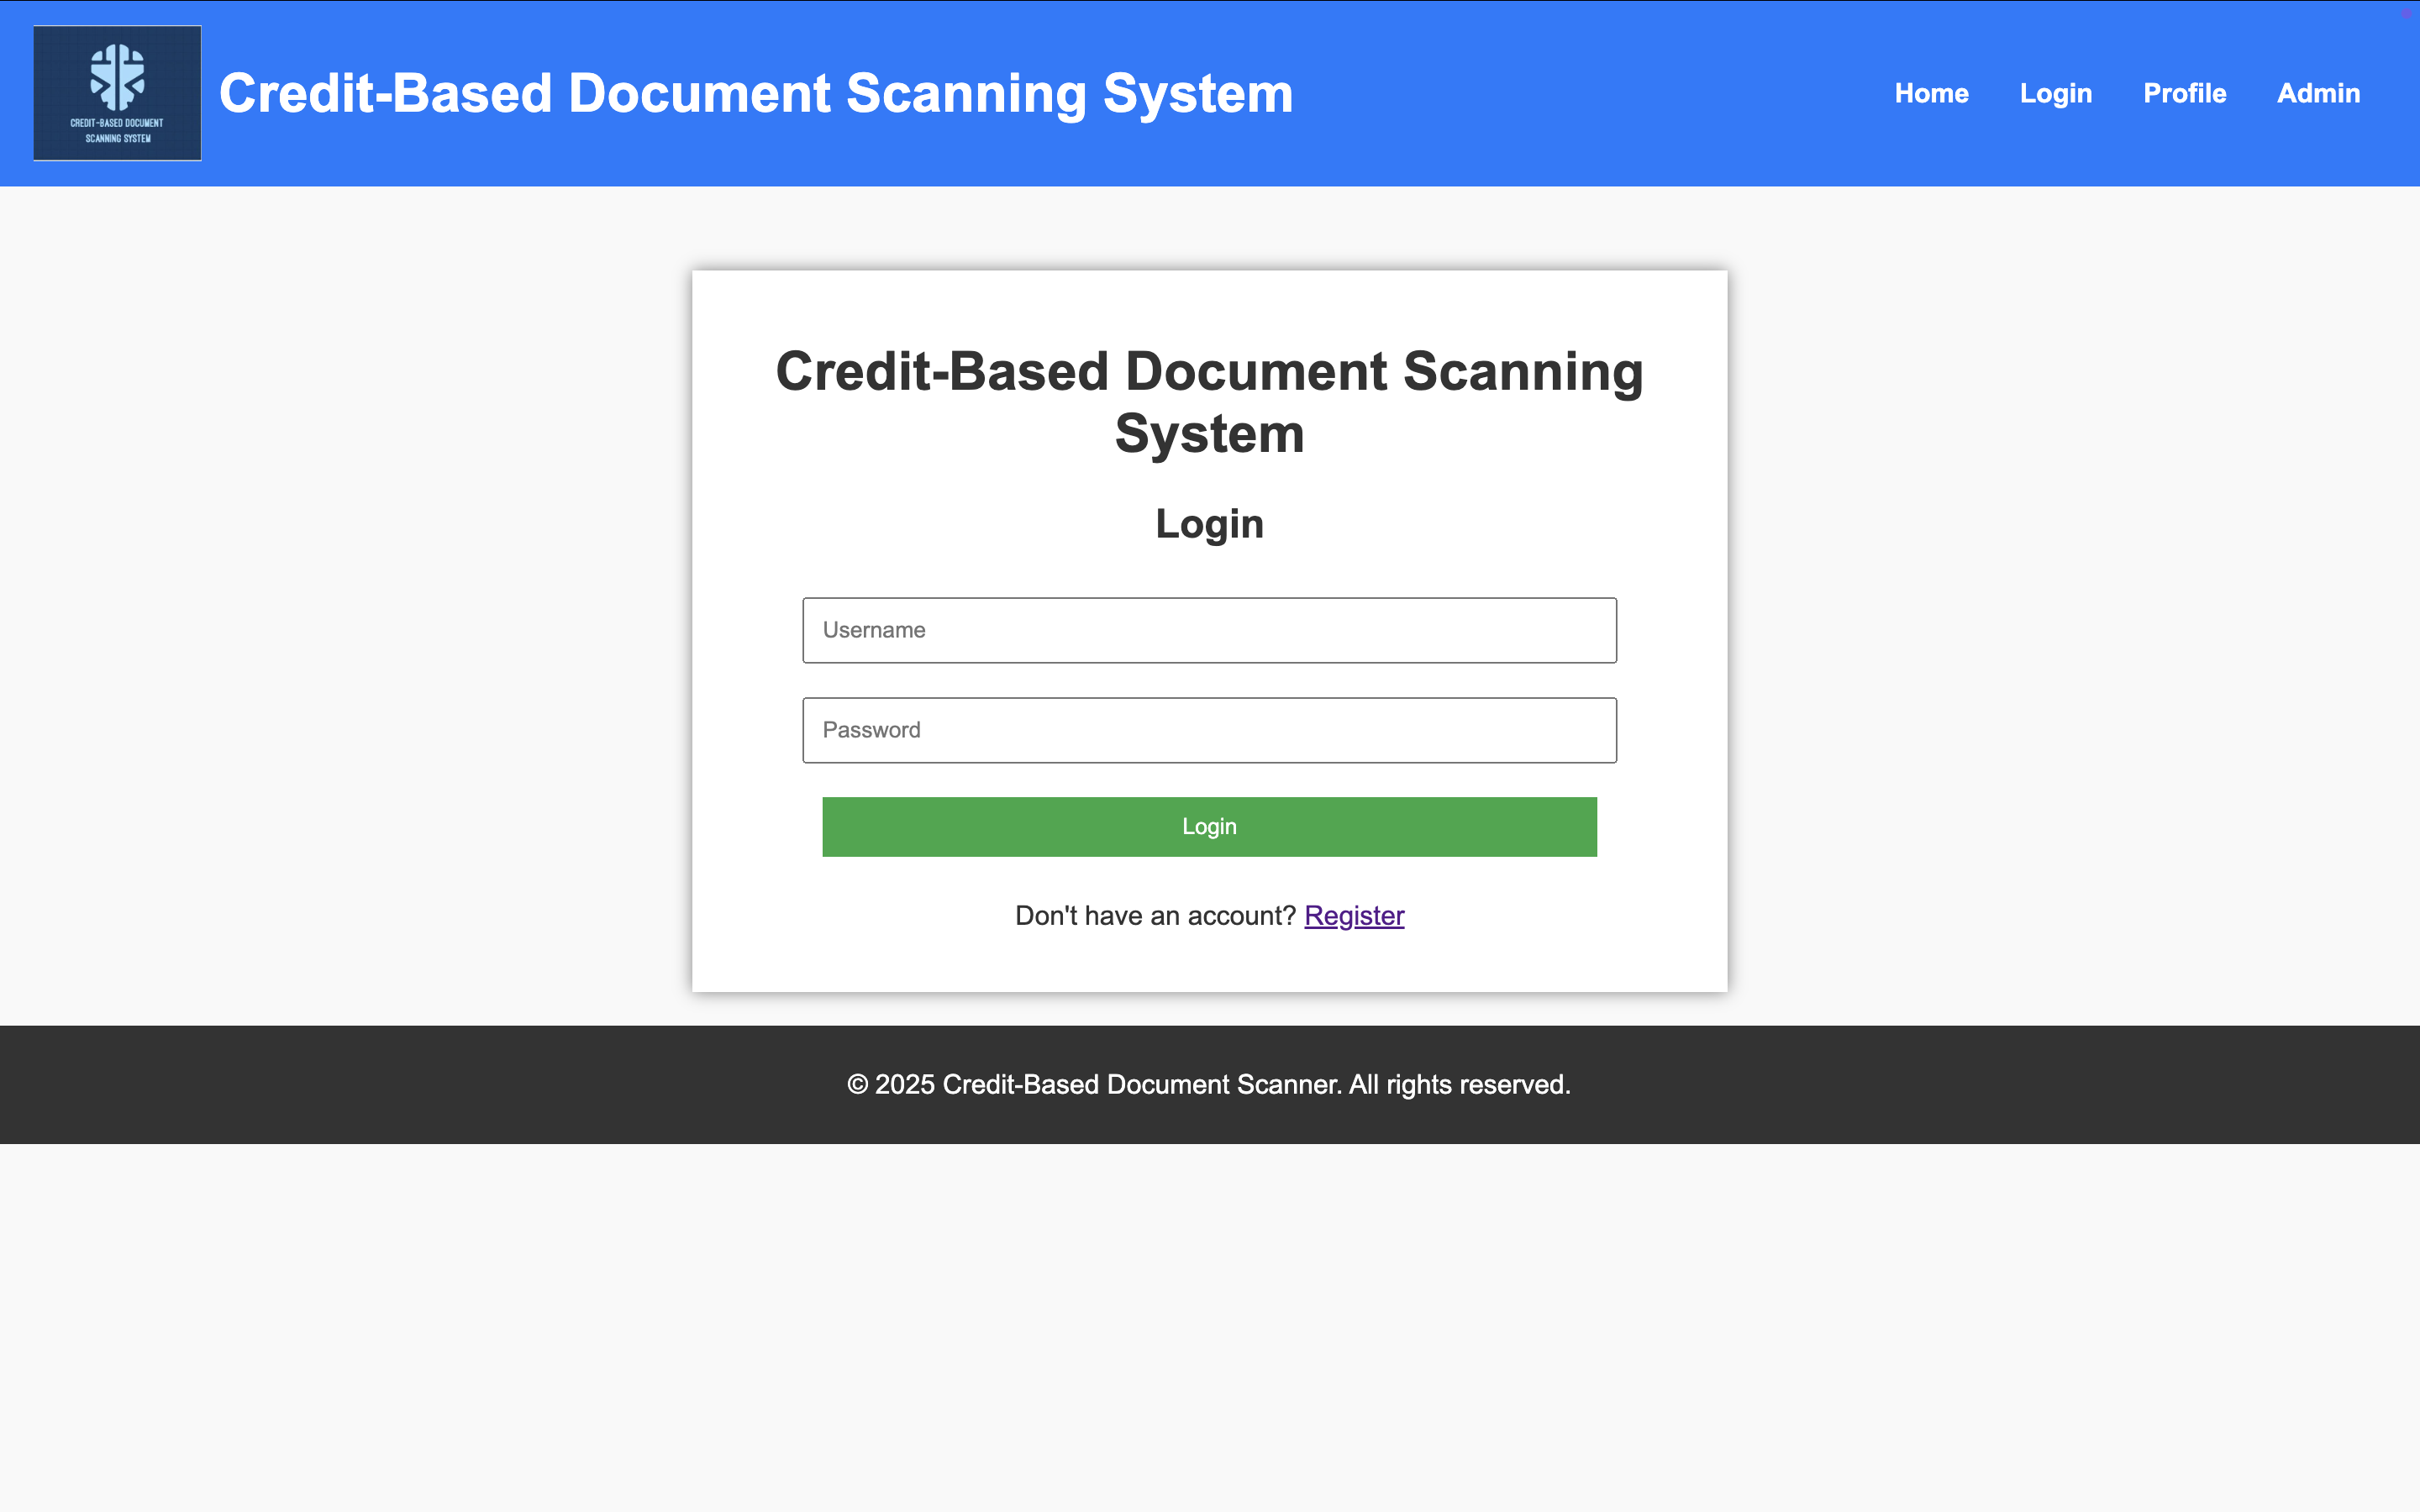 CREDIT-BASED DOCUMENT
SCANNING SYSTEM
Credit-Based Document Scanning System
Home
Login
Profile
Admin
Credit-Based Document Scanning
System
Login
Username
Password
Login
Don't have an account? Register
© 2025 Credit-Based Document Scanner. All rights reserved.